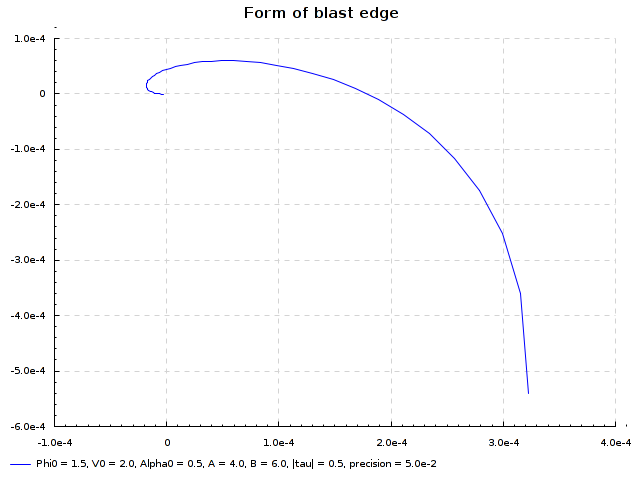 Form of blast edge
1.0e-4
0
-1.0e-4
-2.0e-4
-3.0e-4
-4.0e-4
-5.0e-4
-6.0e-4
-1.0e-4 0 1.0e-4 2.0e-4 3.0e-4 4.0e-4
Phi0 = 1.5, V0 = 2.0, Alpha0 = 0.5, A = 4.0, B = 6.0, |tau| = 0.5, precision = 5.0e-2